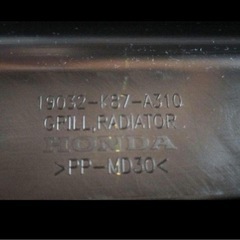 19032-K87-A310
GRILL,RADIATOR
HONDA
>PP-MD30<